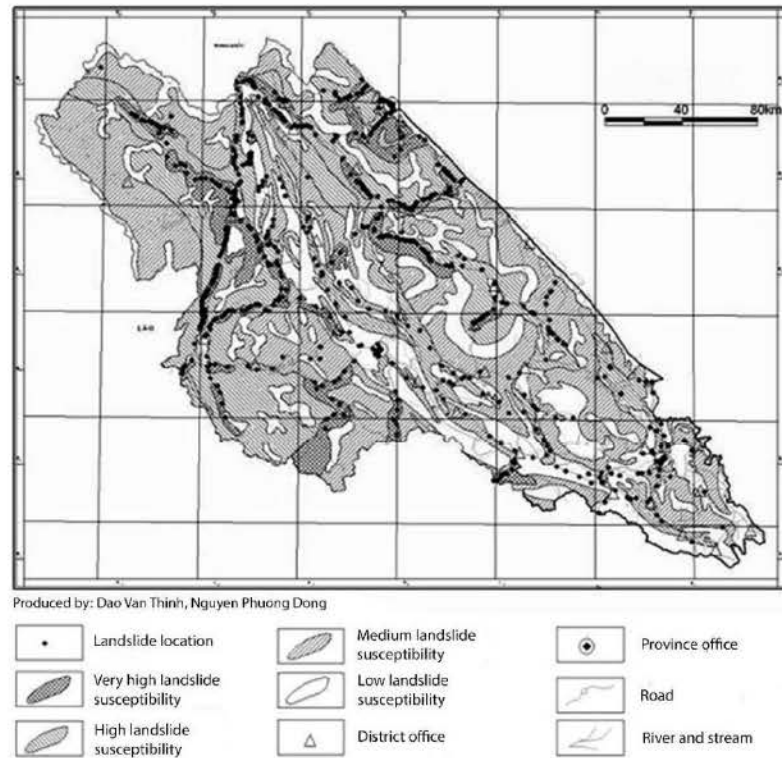 0 40 80km
LÀO
Produced by: Dao Van Thinh, Nguyen Phuong Dong
Landslide location
Very high landslide
susceptibility
High landslide
susceptibility
Medium landslide
susceptibility
Low landslide
susceptibility
District office
Province office
Road
River and stream